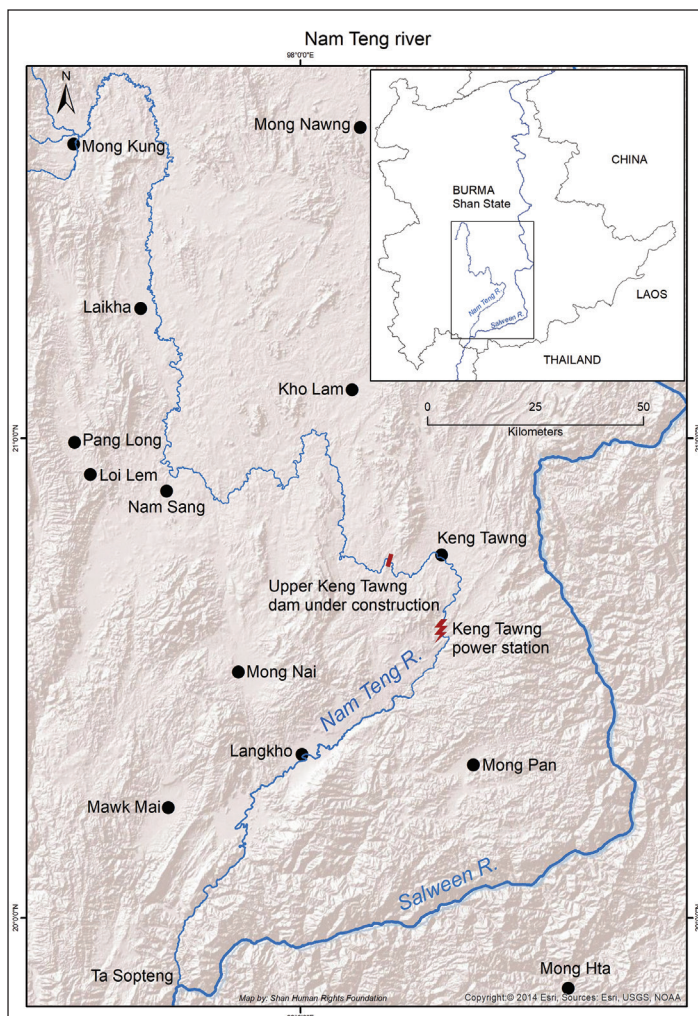 Nam Teng river
98°0'0"E
N
Mong Nawng
Mong Kung
CHINA
BURMA
Shan State
LAOS
Nam Teng R.
Salween R.
THAILAND
Laikha
Kho Lam
0 25 50
Kilometers
21°0'0"N
Pang Long
Loi Lem
Nam Sang
Keng Tawng
Upper Keng Tawng
dam under construction
Keng Tawng
power station
Mong Nai
Nam Teng R.
Langkho
Mong Pan
Mawk Mai
Salween R.
20°0'0"N
Ta Sopteng
Mong Hta
Map by: Shan Human Rights Foundation
Copyright:© 2014 Esri, Sources: Esri, USGS, NOAA